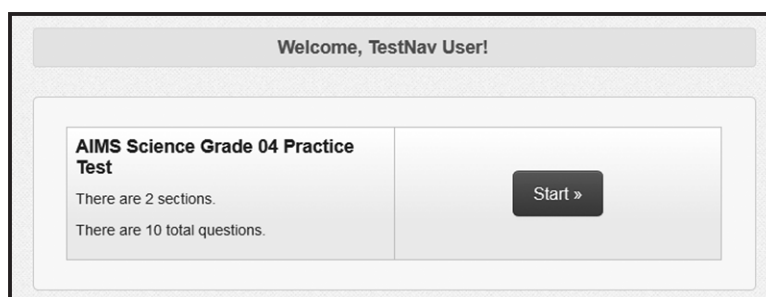 Welcome, TestNav User!
AIMS Science Grade 04 Practice
Test
There are 2 sections.
There are 10 total questions.
Start »